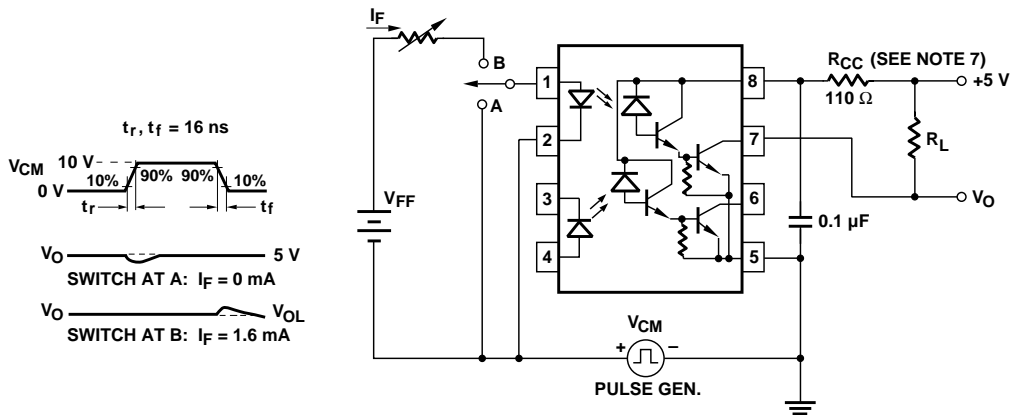 t_r, t_f = 16 ns
V_CM
10 V
0 V
10%
90%
90%
10%
t_r
t_f
V_O
5 V
SWITCH AT A: I_F = 0 mA
V_O
V_OL
SWITCH AT B: I_F = 1.6 mA
I_F
B
A
V_FF
1
2
3
4
8
7
6
5
R_CC (SEE NOTE 7)
110 Ω
+5 V
R_L
V_O
0.1 µF
V_CM
+
–
PULSE GEN.